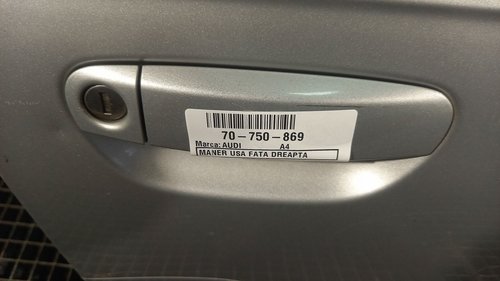 70-750-869
Marca: AUDI A4
MANER USA FATA DREAPTA